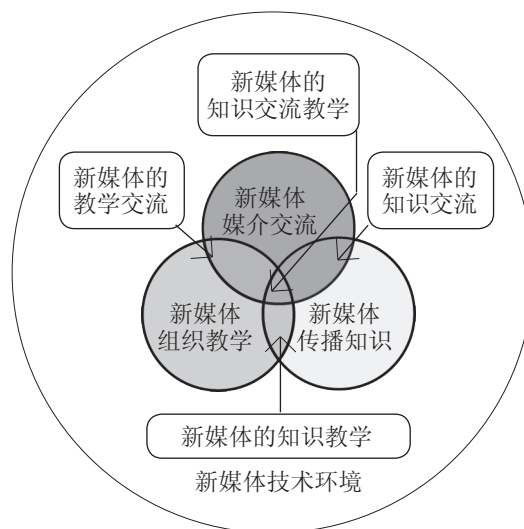 新媒体的
知识交流教学
新媒体的
教学交流
新媒体的
知识交流
新媒体
媒介交流
新媒体
组织教学
新媒体
传播知识
新媒体的知识教学
新媒体技术环境